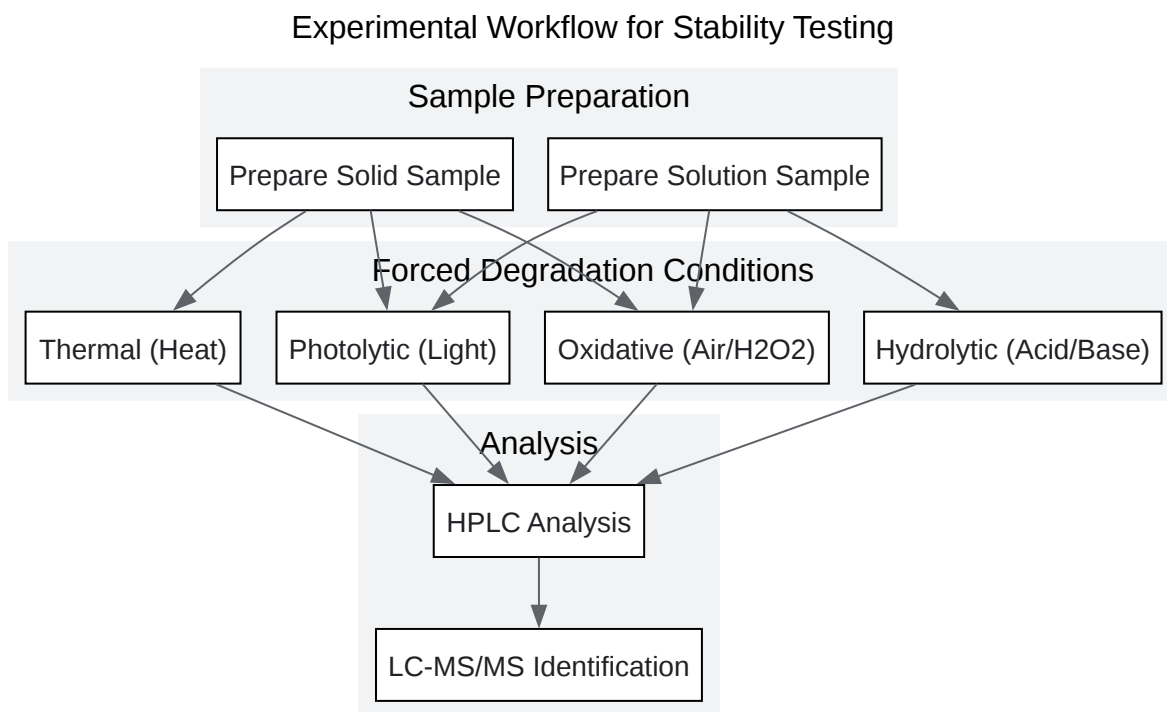 Experimental Workflow for Stability Testing
Sample Preparation
Prepare Solid Sample
Prepare Solution Sample
Forced Degradation Conditions
Thermal (Heat)
Photolytic (Light)
Oxidative (Air/H2O2)
Hydrolytic (Acid/Base)
Analysis
HPLC Analysis
LC-MS/MS Identification